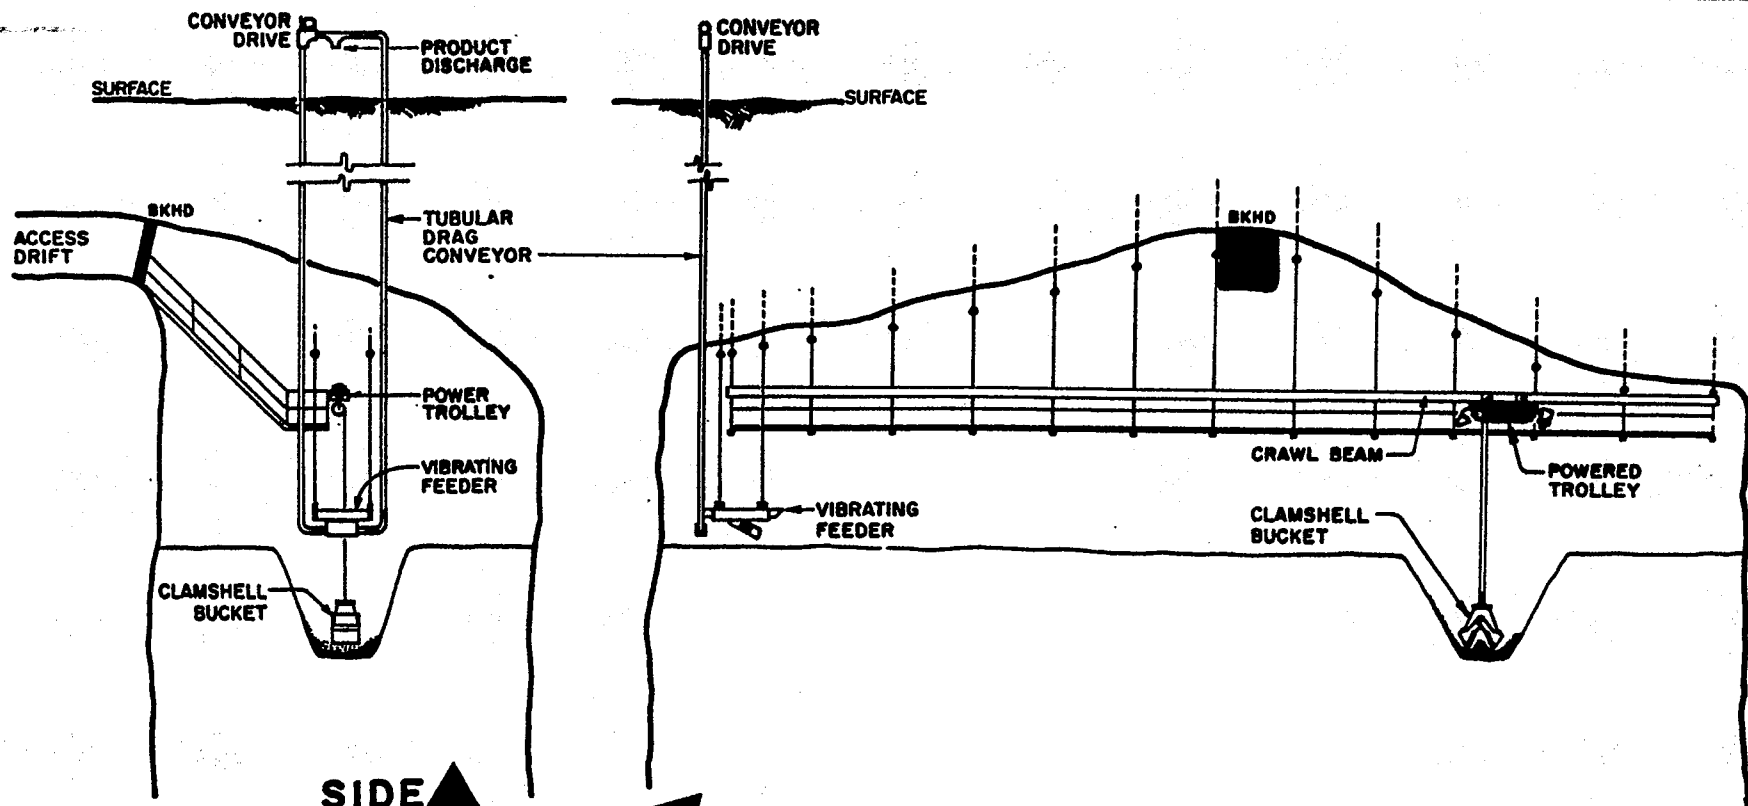 CONVEYOR
DRIVE
PRODUCT
DISCHARGE
SURFACE
BKHD
ACCESS
DRIFT
TUBULAR
DRAG
CONVEYOR
POWER
TROLLEY
VIBRATING
FEEDER
CLAMSHELL
BUCKET
SIDE
CONVEYOR
DRIVE
SURFACE
BKHD
CRAWL BEAM
POWERED
TROLLEY
VIBRATING
FEEDER
CLAMSHELL
BUCKET